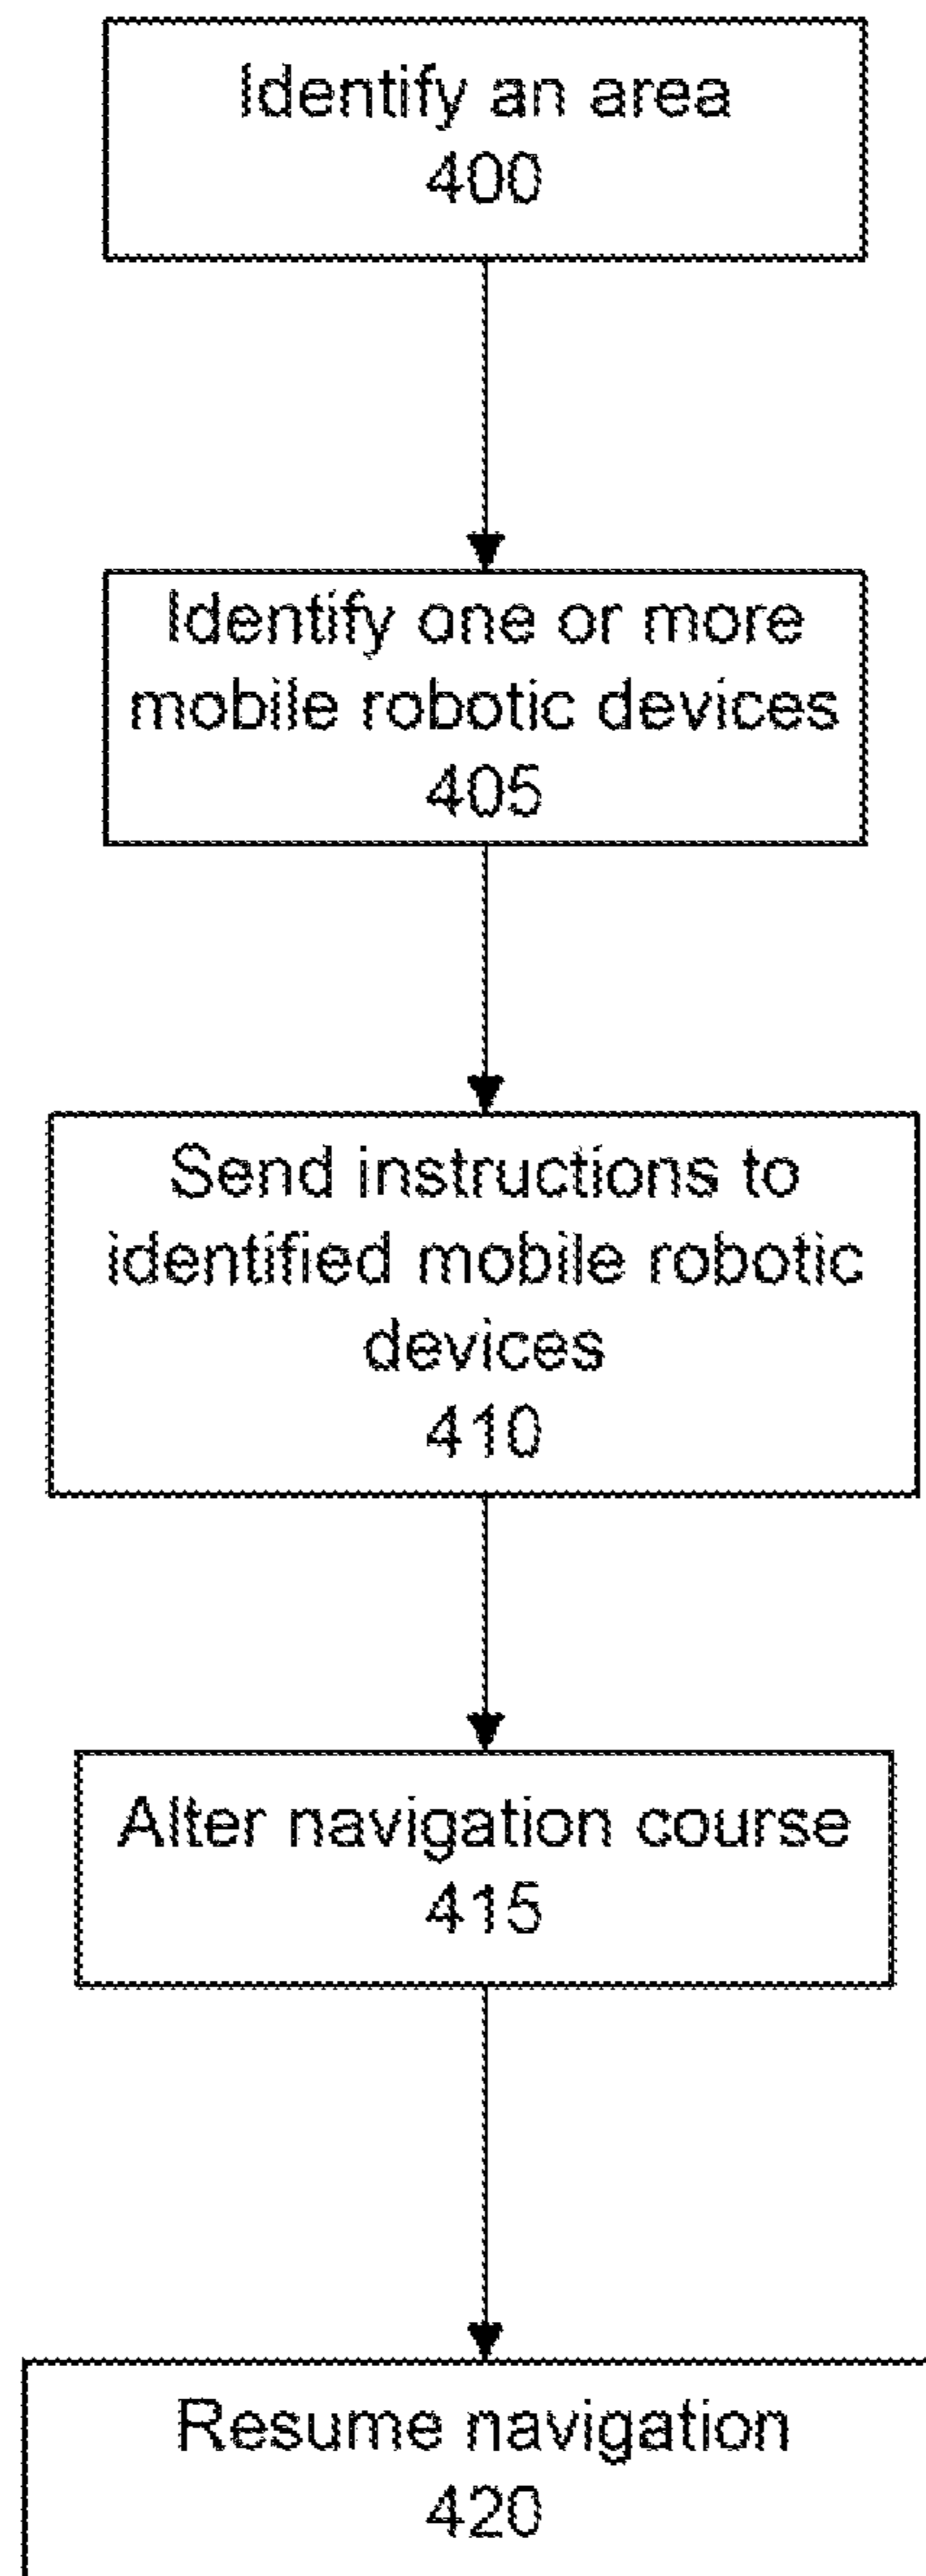 Identify an area
400
Identify one or more
mobile robotic devices
405
Send instructions to
identified mobile robotic
devices
410
Alter navigation course
415
Resume navigation
420